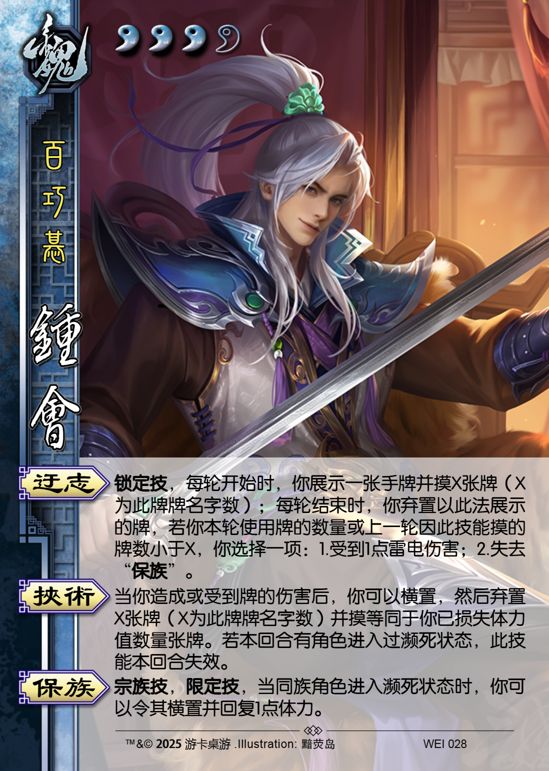 魏
百巧惎
鍾會
迂志
锁定技，每轮开始时，你展示一张手牌并摸X张牌（X
为此牌牌名字数）；每轮结束时，你弃置以此法展示
的牌，若你本轮使用牌的数量或上一轮因此技能摸的
牌数小于X，你选择一项：1.受到1点雷电伤害；2.失去
“保族”。
挾術
当你造成或受到牌的伤害后，你可以横置，然后弃置
X张牌（X为此牌牌名字数）并摸等同于你已损失体力
值数量张牌。若本回合有角色进入过濒死状态，此技
能本回合失效。
保族
宗族技，限定技，当同族角色进入濒死状态时，你可
以令其横置并回复1点体力。
™&© 2025 游卡桌游 .Illustration: 黯荧岛 WEI 028